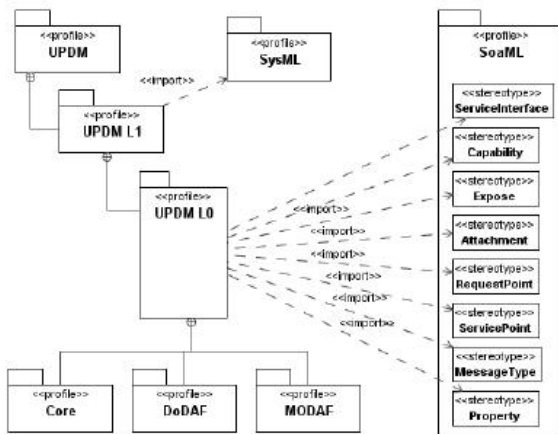 <<profile>>
UPDM
<<profile>>
SysML
<<import>>
<<profile>>
UPDM L1
<<profile>>
UPDM L0
<<import>>
<<import>>
<<import>>
<<import>>
<<import>>
<<import>>
<<profile>>
Core
<<profile>>
DoDAF
<<profile>>
MODAF
<<profile>>
SoaML
<<stereotype>>
ServiceInterface
<<stereotype>>
Capability
<<stereotype>>
Expose
<<stereotype>>
Attachment
<<stereotype>>
RequestPoint
<<stereotype>>
ServicePoint
<<stereotype>>
MessageType
<<stereotype>>
Property